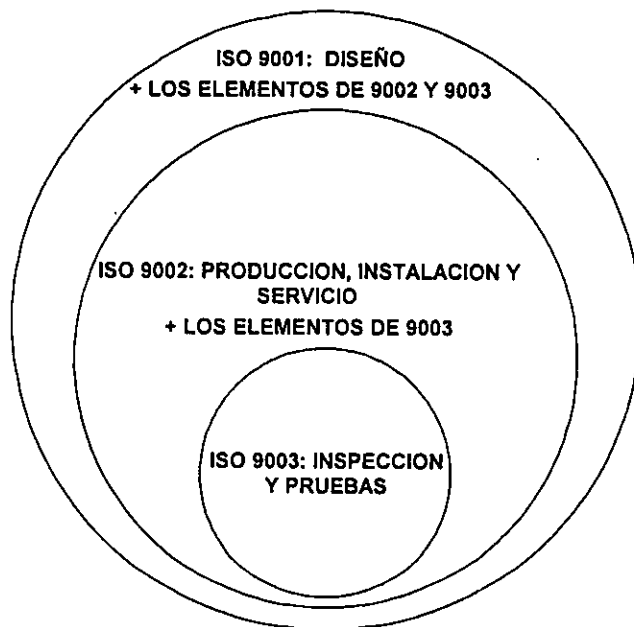 ISO 9001: DISEÑO
+ LOS ELEMENTOS DE 9002 Y 9003
ISO 9002: PRODUCCION, INSTALACION Y
SERVICIO
+ LOS ELEMENTOS DE 9003
ISO 9003: INSPECCION
Y PRUEBAS